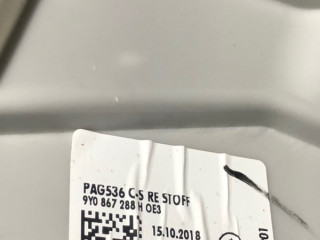 PAG536 C-S RE STOFF
9Y0 867 288 H OE3
15.10.2018